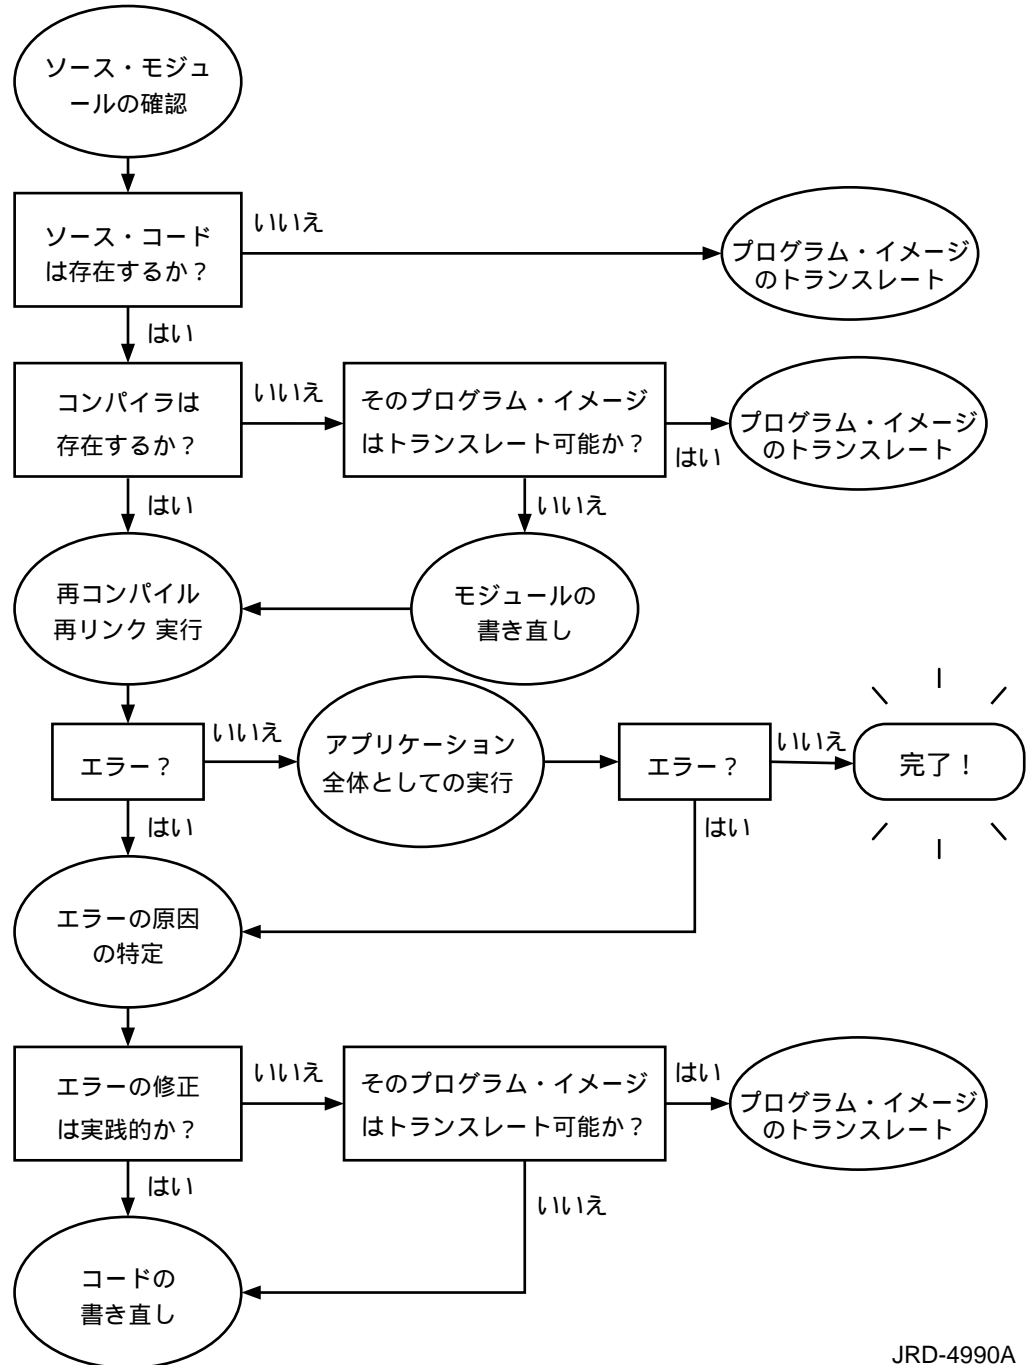 ソース・モジュ
ールの確認
ソース・コード
は存在するか？
いいえ
プログラム・イメージ
のトランスレート
はい
コンパイラは
存在するか？
いいえ
そのプログラム・イメージ
はトランスレート可能か？
はい
プログラム・イメージ
のトランスレート
はい
いいえ
再コンパイル
再リンク 実行
モジュールの
書き直し
エラー？
いいえ
アプリケーション
全体としての実行
エラー？
いいえ
完了！
はい
はい
エラーの原因
の特定
エラーの修正
は実践的か？
いいえ
そのプログラム・イメージ
はトランスレート可能か？
はい
プログラム・イメージ
のトランスレート
はい
いいえ
コードの
書き直し
JRD-4990A